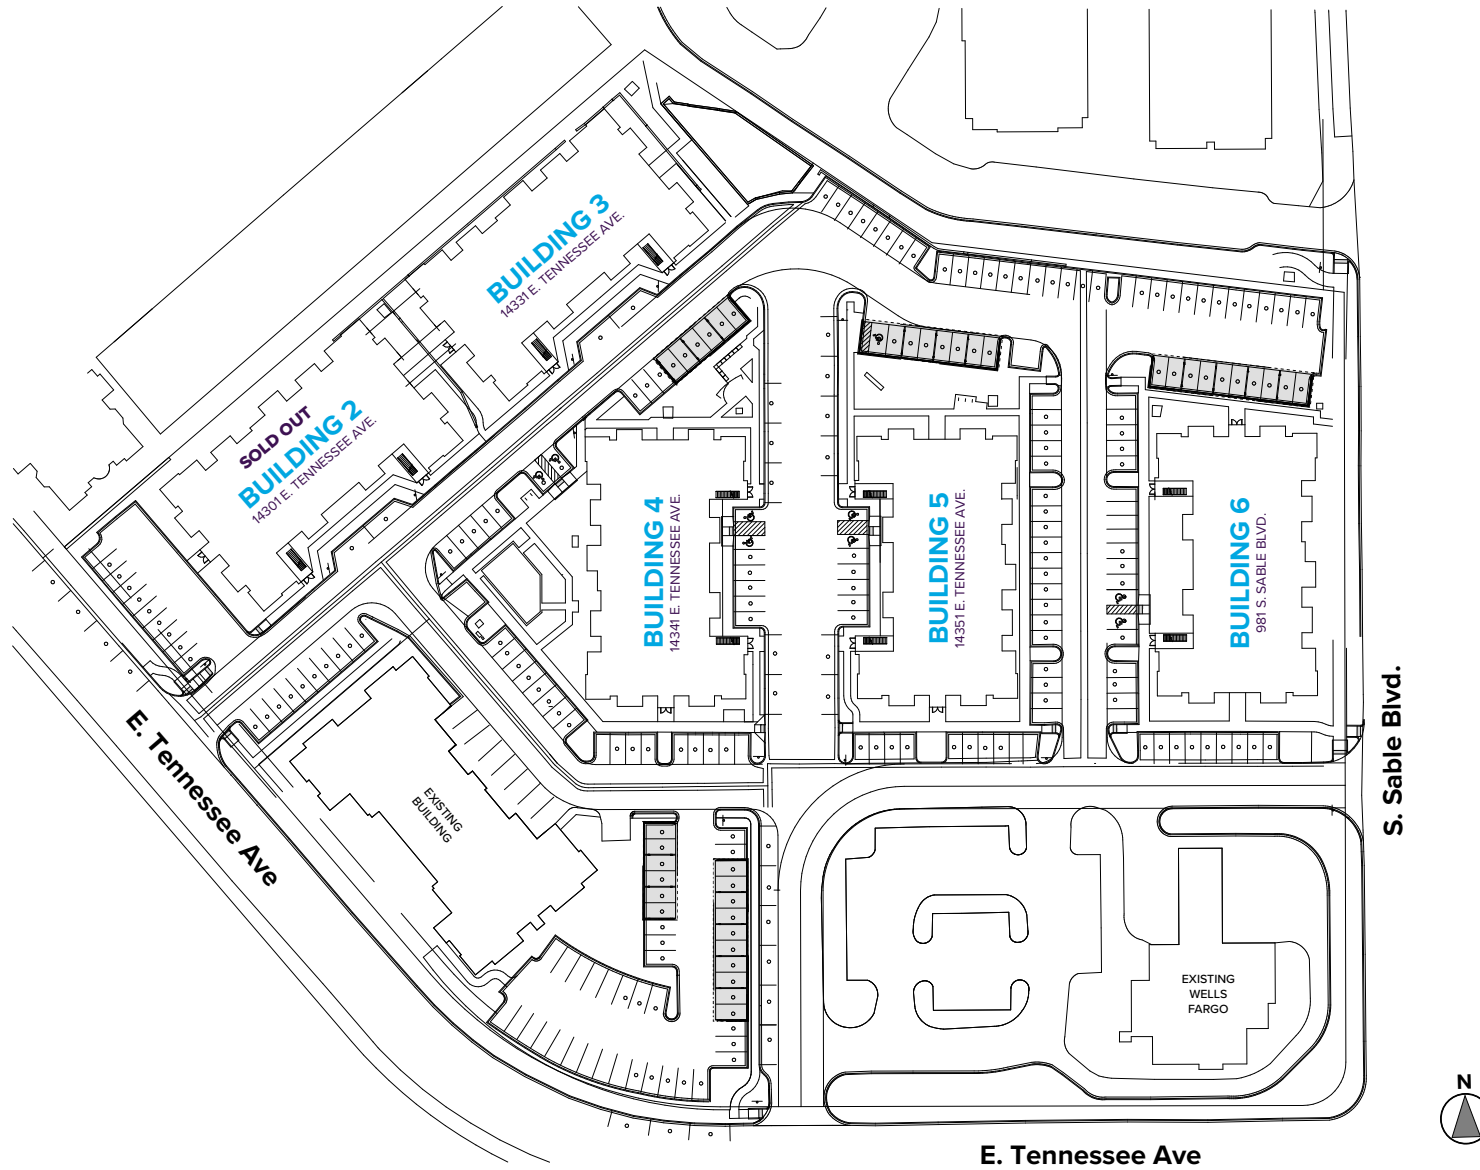 BUILDING 3
14331 E. TENNESSEE AVE.
SOLD OUT
BUILDING 2
14301 E. TENNESSEE AVE.
BUILDING 4
14341 E. TENNESSEE AVE.
BUILDING 5
14351 E. TENNESSEE AVE.
BUILDING 6
981 S. SABLE BLVD.
E. Tennessee Ave
S. Sable Blvd.
EXISTING
BUILDING
EXISTING
WELLS
FARGO
N
E. Tennessee Ave